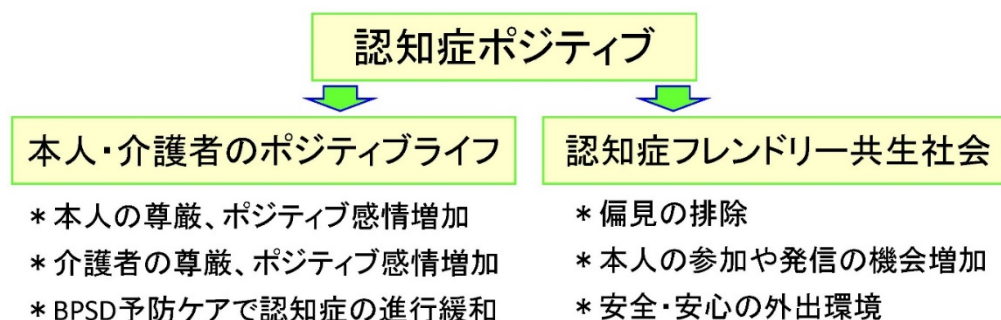 認知症ポジティブ
本人・介護者のポジティブライフ
*本人の尊厳、ポジティブ感情増加
*介護者の尊厳、ポジティブ感情増加
*BPSD予防ケアで認知症の進行緩和
認知症フレンドリー共生社会
*偏見の排除
*本人の参加や発信の機会増加
*安全・安心の外出環境